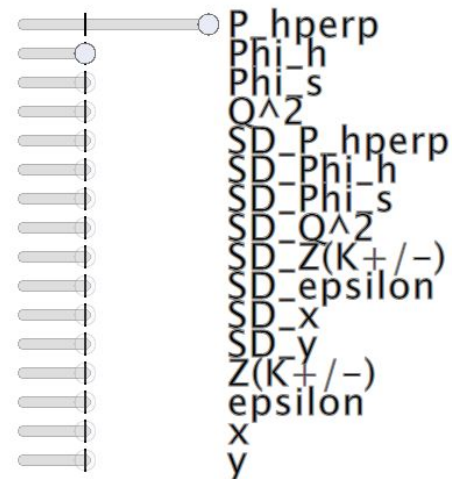 P_hperp
Phi_h
Phi_s
Q^2
SD_P_hperp
SD_Phi_h
SD_Phi_s
SD_Q^2
SD_Z(K+/-)
SD_epsilon
SD_x
SD_y
Z(K+/-)
epsilon
x
y